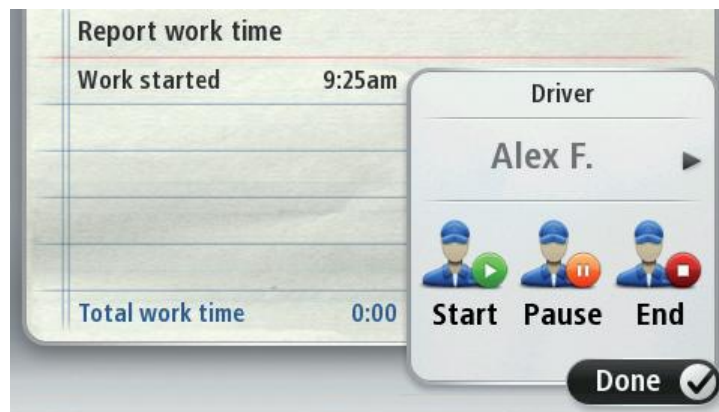 Report work time
Work started 9:25am
Total work time 0:00
Driver
Alex F.
Start Pause End
Done